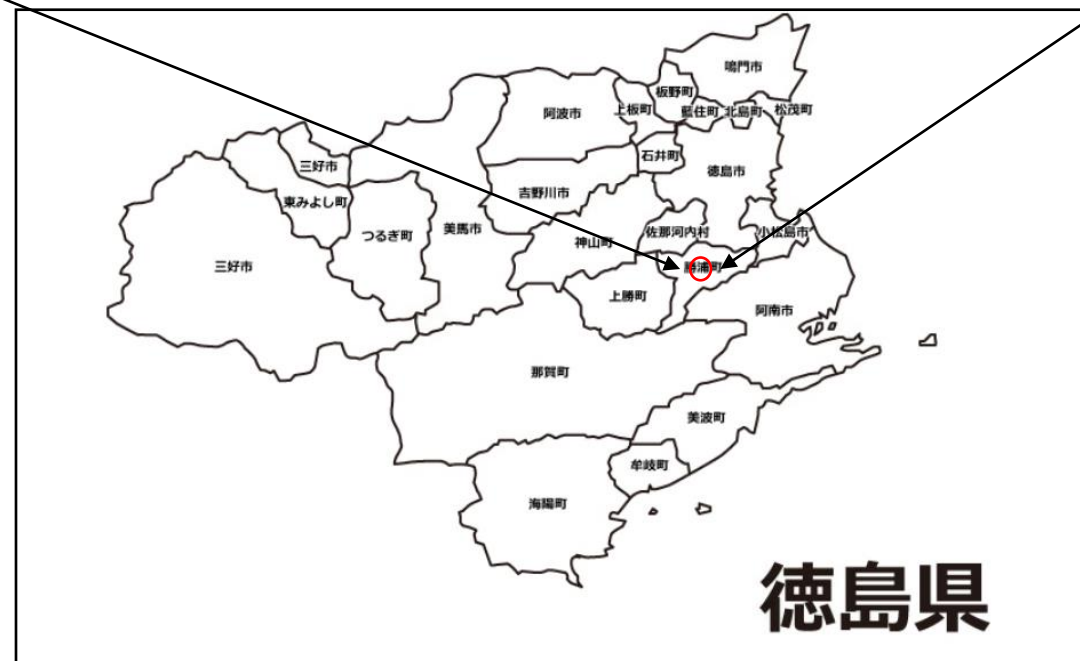 鳴門市
板野町
阿波市
上板町
藍住町
北島町
松茂町
石井町
三好市
徳島市
吉野川市
東みよし町
美馬市
つるぎ町
佐那河内村
小松島市
神山町
三好市
勝浦町
上勝町
阿南市
那賀町
美波町
牟岐町
海陽町
徳島県